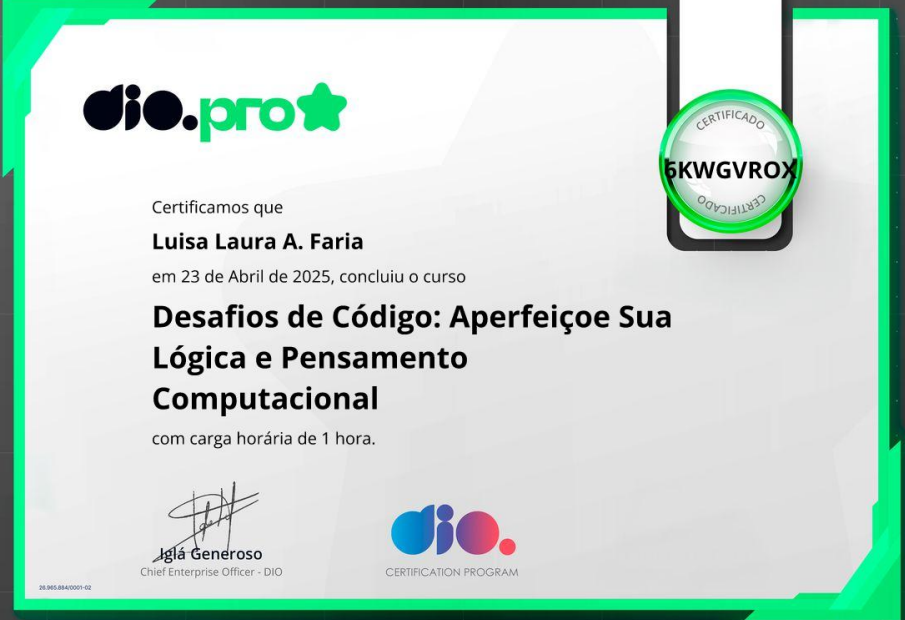 dio.pro
CERTIFICADO
6KWGVROX
CERTIFICADO
Certificamos que
Luisa Laura A. Faria
em 23 de Abril de 2025, concluiu o curso
Desafios de Código: Aperfeiçoe Sua
Lógica e Pensamento
Computacional
com carga horária de 1 hora.
Iglá Generoso
Chief Enterprise Officer - DIO
dio.
CERTIFICATION PROGRAM
26.965.884/0001-02